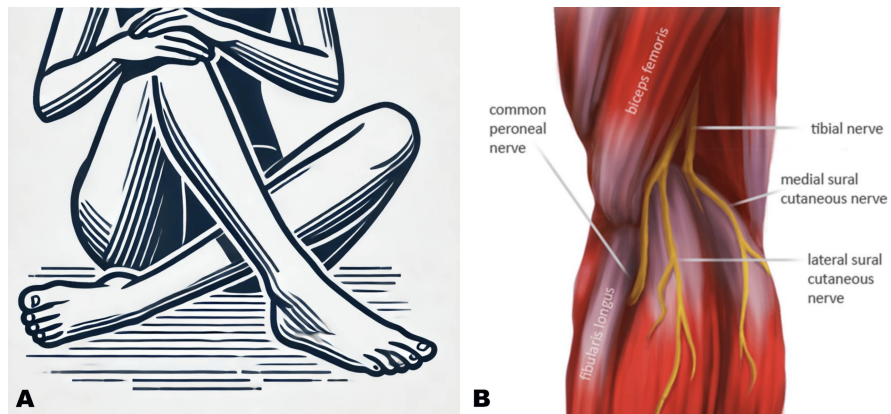 common
peroneal
nerve
biceps femoris
tibial nerve
medial sural
cutaneous nerve
lateral sural
cutaneous
nerve
fibularis longus
A
B